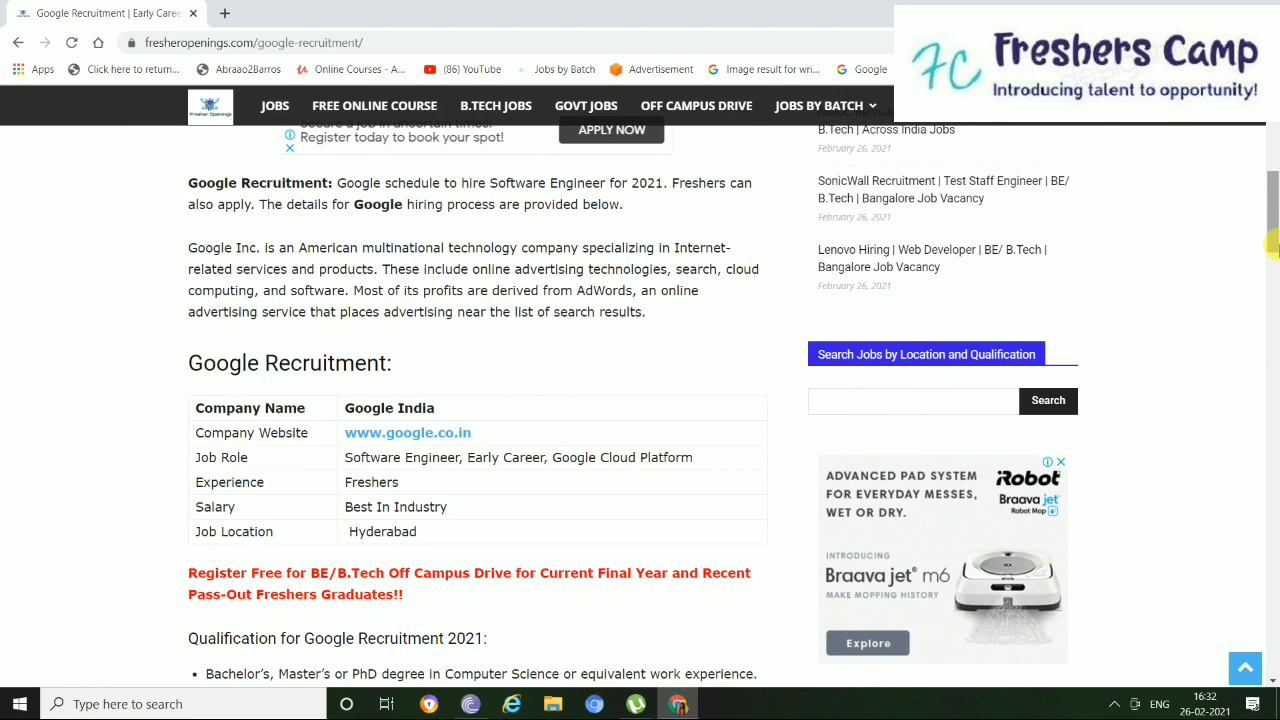 Google Recruitment | Early Caree
fresheropenings.com/google-recruitment/
Apps
Click here to return...
Abraao2Barros
Online Courses - A...
(86) YouTube
Jobs by Batch
Advertisement
Image result for wri...
Google
Freshers Camp
Introducing talent to opportunity!
Fresher Openings
JOBS
FREE ONLINE COURSE
B.TECH JOBS
GOVT JOBS
OFF CAMPUS DRIVE
JOBS BY BATCH
Secure a job in uncertain times.
Register today to book your spot!
APPLY NOW
Google Recruitment: Google schedule to hire Software Engineer for 2021. Freshers can
also apply. The details for Google hiring process are provided below.
Google Inc. is an American multinational technology company specializing in Internet-
related services and products. These include online advertising technologies, search, cloud
computing, and software. Most of its profits are derived from AdWords, an online
advertising service that places advertising near the list of search results.
Google Recruitment:
Company Name Google India
Company Website www.google.co.in
Job Role Software Engineer, Early Career, Google Cloud Platform
Experience Freshers
Salary Best In Industry
Job Location Hyderabad
Register Free for BE/B.Tech Off Campus Drive for Current Final Year and Recent
Pass-Out Freshers Graduates!!
Qualification for Google Recruitment 2021:
• Bachelor's, Master's or PhD degree in Computer Science or equivalent work experience.
B.Tech | Across India Jobs
February 26, 2021
SonicWall Recruitment | Test Staff Engineer | BE/
B.Tech | Bangalore Job Vacancy
February 26, 2021
Lenovo Hiring | Web Developer | BE/ B.Tech |
Bangalore Job Vacancy
February 26, 2021
Search Jobs by Location and Qualification
Search
ADVANCED PAD SYSTEM
FOR EVERYDAY MESSES,
WET OR DRY.
iRobot
Braava jet
Robot Mop
INTRODUCING
Braava jet® m6
MAKE MOPPING HISTORY
Explore
Type here to search
ENG
16:32
26-02-2021